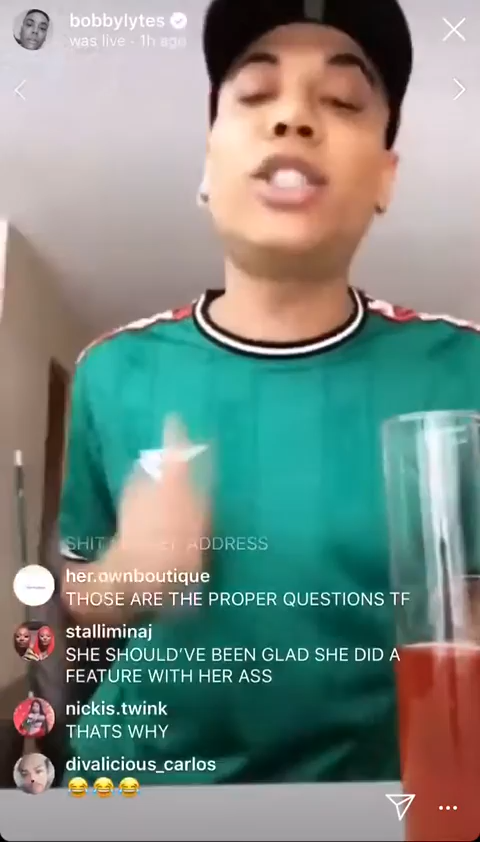 bobbylytes
was live · 1h ago
ADDRESS
her.ownboutique
THOSE ARE THE PROPER QUESTIONS TF
stalliminaj
SHE SHOULD'VE BEEN GLAD SHE DID A
FEATURE WITH HER ASS
nickis.twink
THATS WHY
divalicious_carlos
😂😂😂